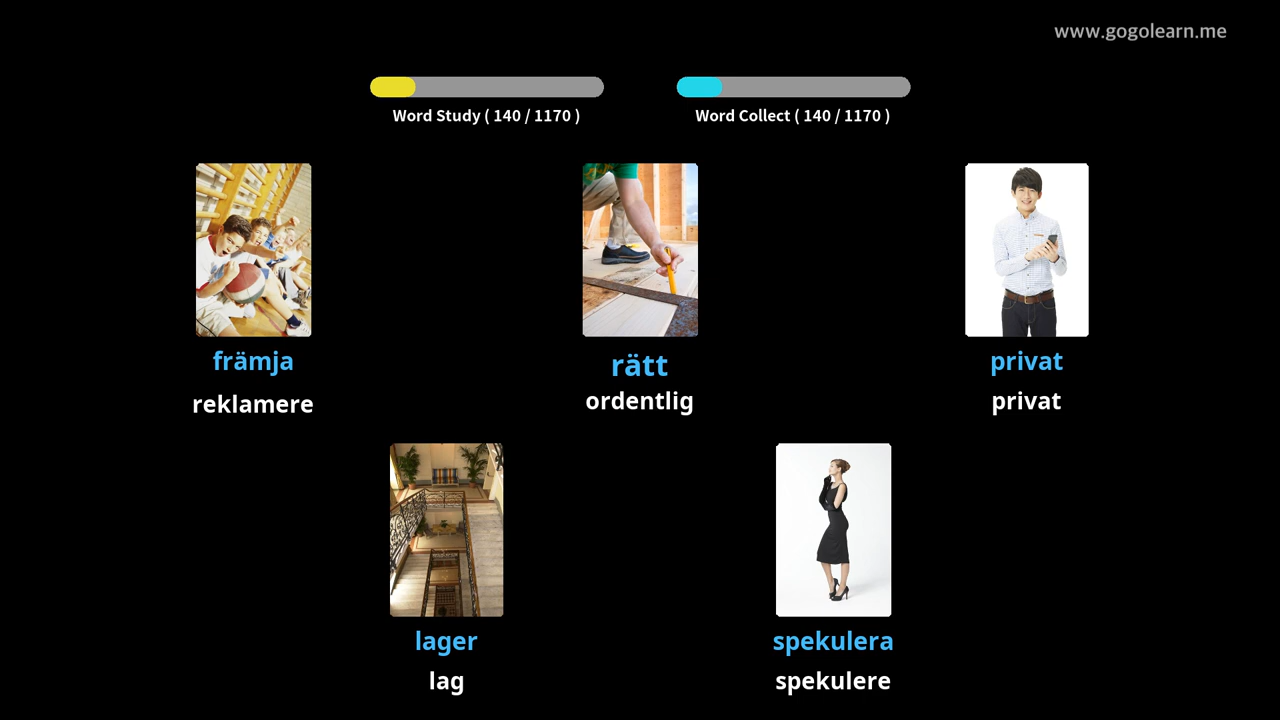 www.gogolearn.me
Word Study ( 140 / 1170 )
Word Collect ( 140 / 1170 )
främja
reklamere
rätt
ordentlig
privat
privat
lager
lag
spekulera
spekulere